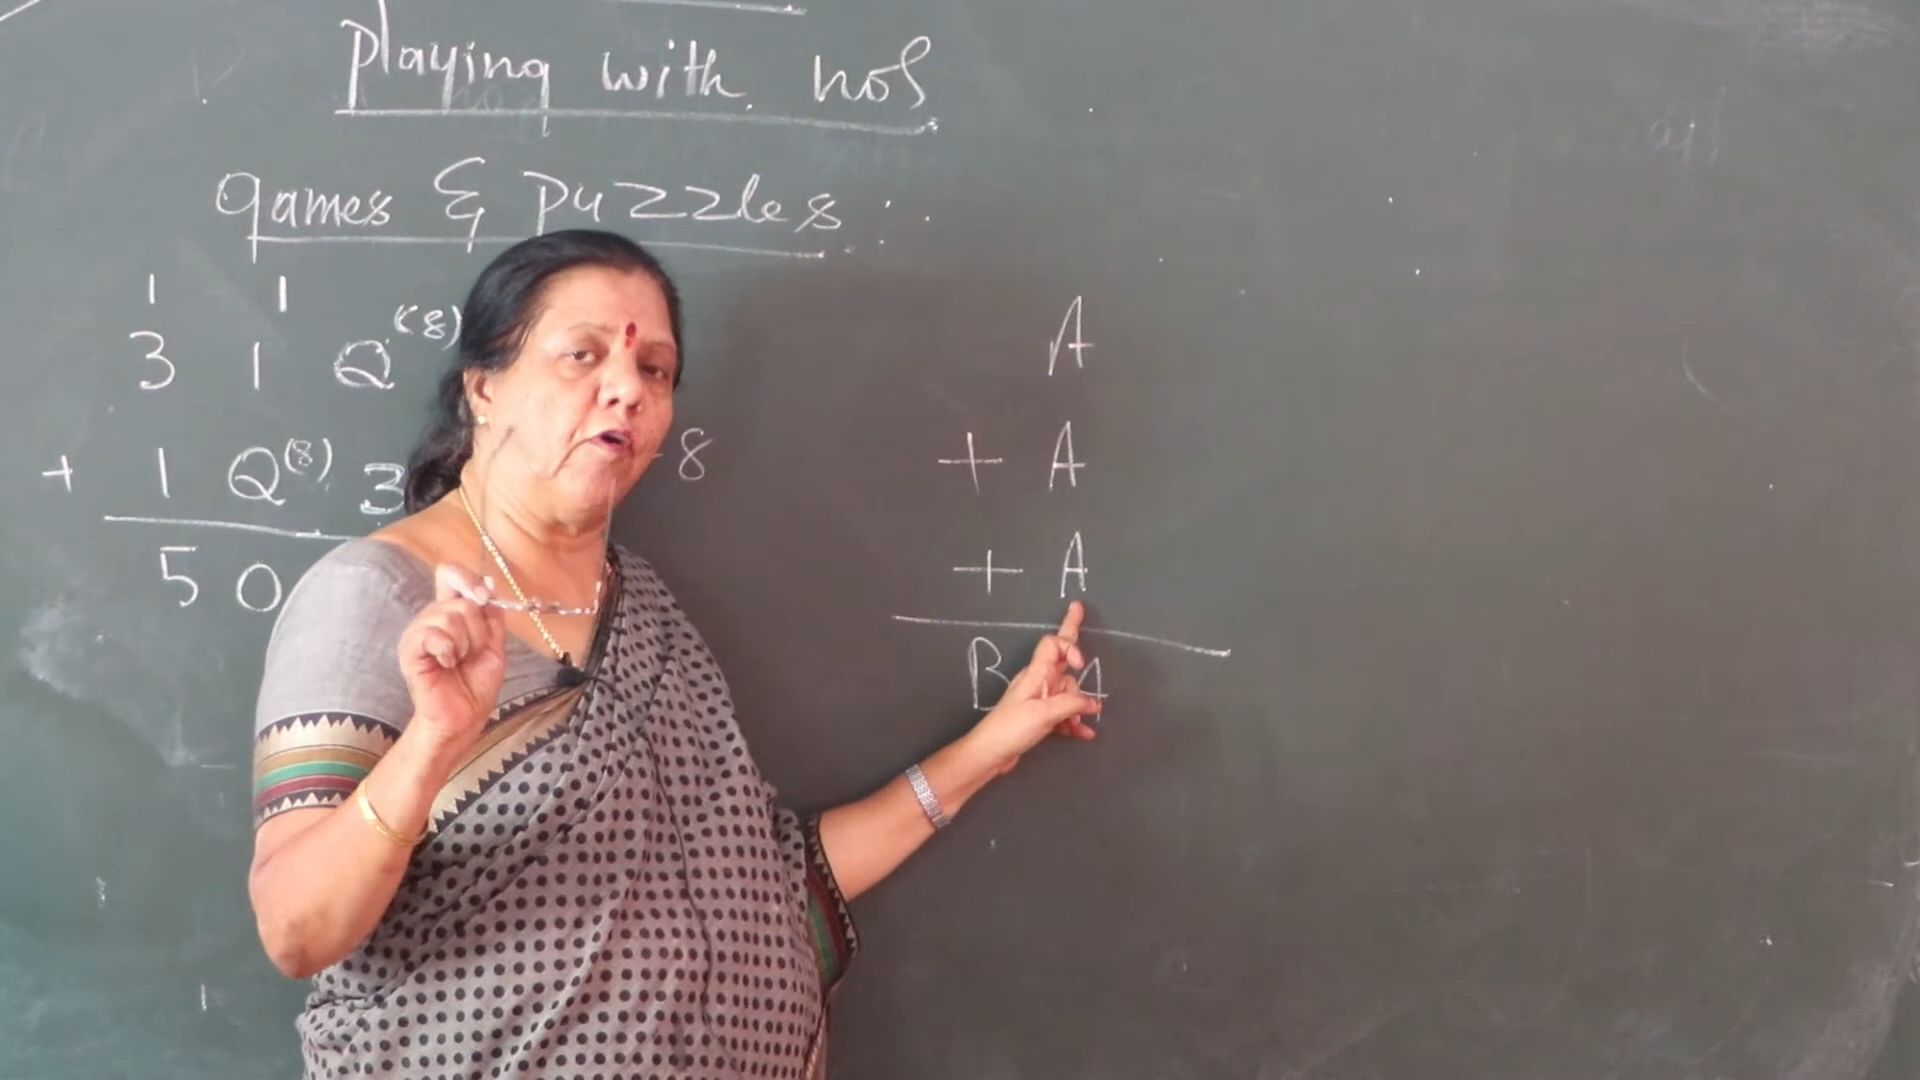 Playing with nos
games & puzzles :
1 1
3 1 Q (8)
+ 1 Q (8) 3
5 0
8
A
+ A
+ A
B A